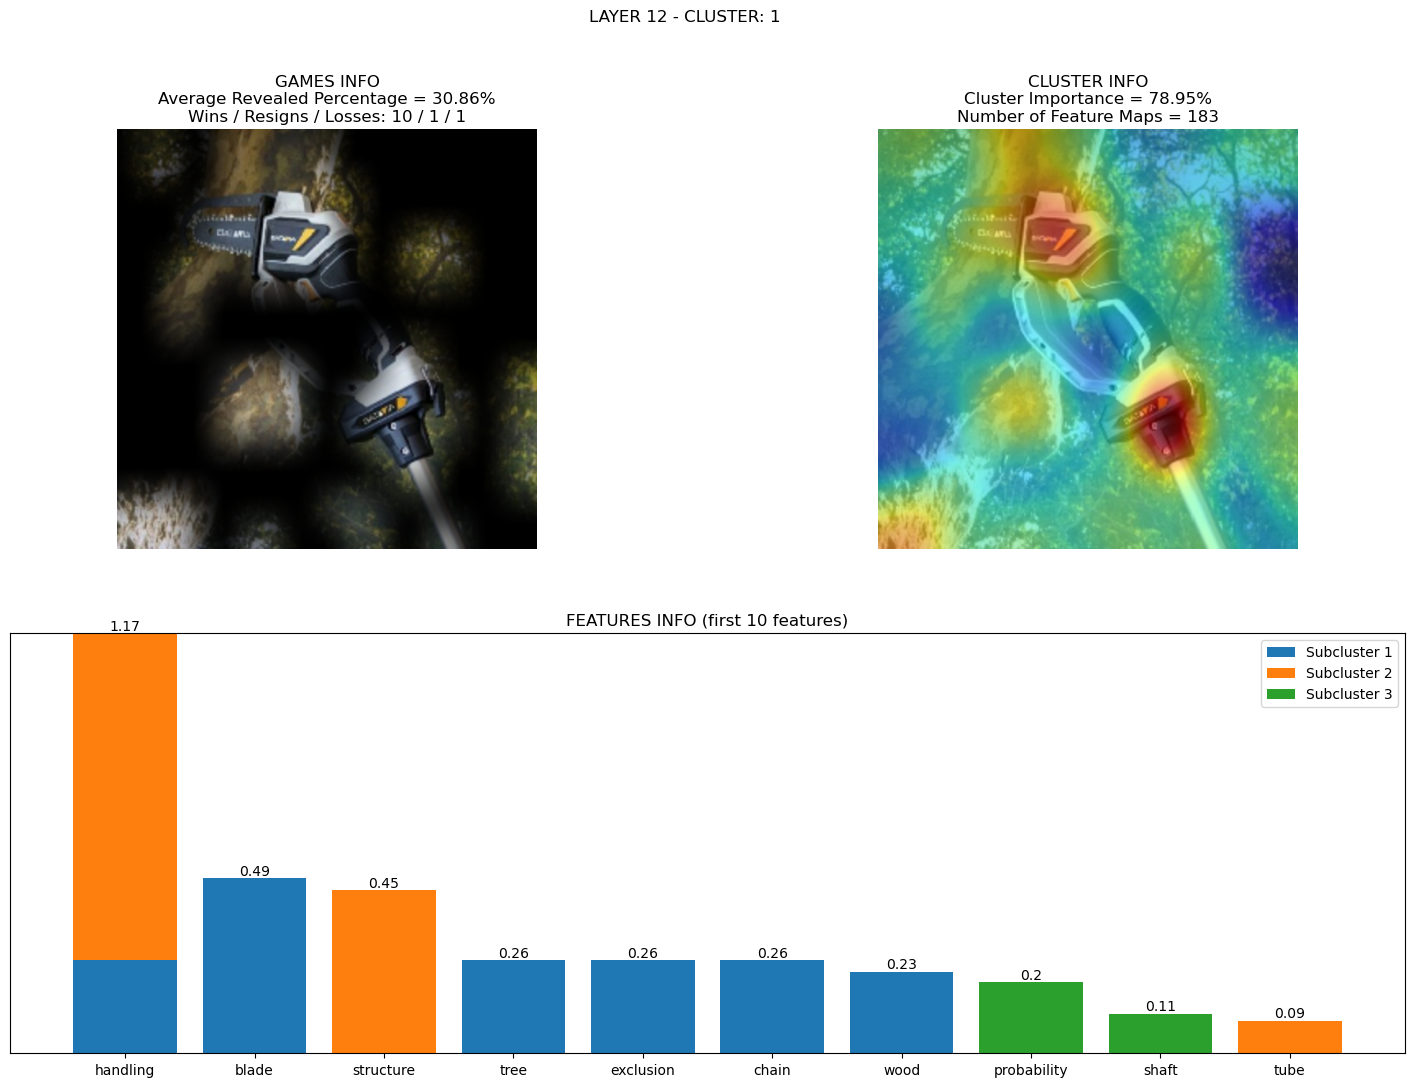 LAYER 12 - CLUSTER: 1
GAMES INFO
Average Revealed Percentage = 30.86%
Wins / Resigns / Losses: 10 / 1 / 1
CLUSTER INFO
Cluster Importance = 78.95%
Number of Feature Maps = 183
FEATURES INFO (first 10 features)
1.17
0.49
0.45
0.26
0.26
0.26
0.23
0.2
0.11
0.09
Subcluster 1
Subcluster 2
Subcluster 3
handling
blade
structure
tree
exclusion
chain
wood
probability
shaft
tube